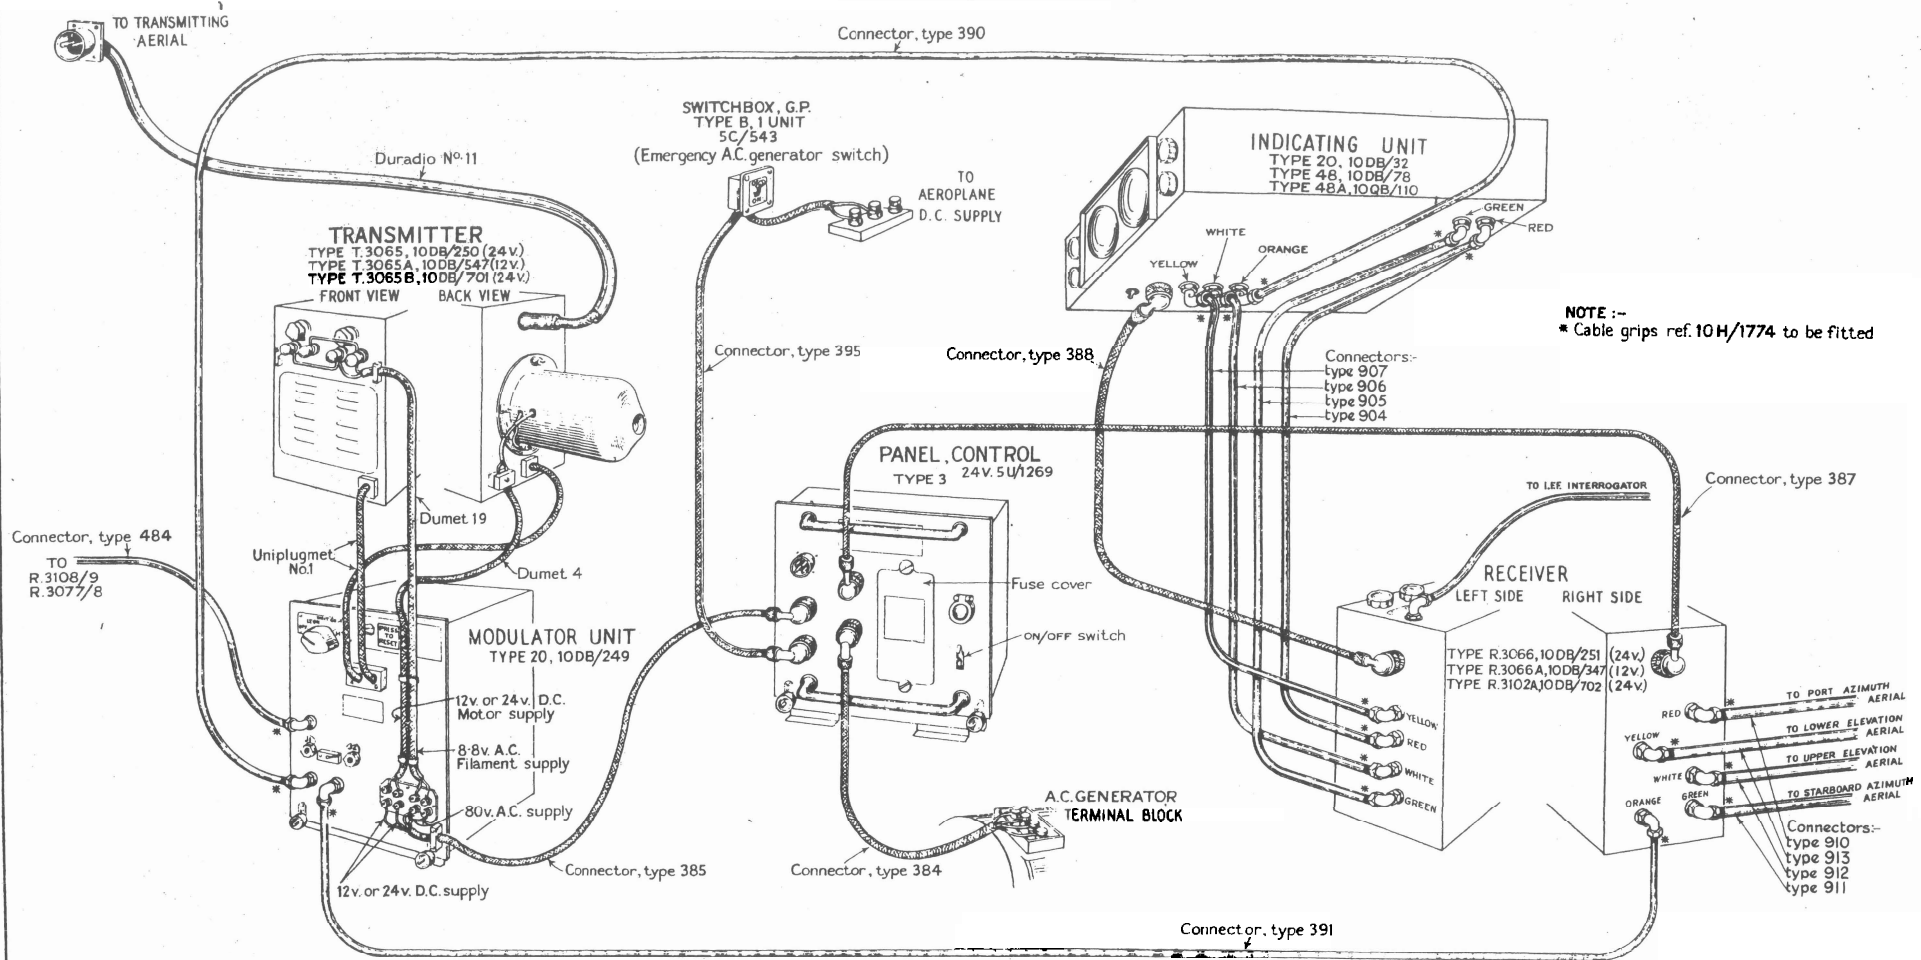 TO TRANSMITTING
AERIAL
Connector, type 390
SWITCHBOX, G.P.
TYPE B, 1 UNIT
5C/543
(Emergency A.C. generator switch)
Duradio No. 11
TO
AEROPLANE
D.C. SUPPLY
ON
INDICATING UNIT
TYPE 20, 10DB/32
TYPE 48, 10DB/78
TYPE 48A, 10QB/110
GREEN
RED
WHITE
ORANGE
YELLOW
TRANSMITTER
TYPE T.3065, 10DB/250 (24v.)
TYPE T.3065A, 10DB/547 (12v.)
TYPE T.3065B, 10DB/701 (24v.)
FRONT VIEW BACK VIEW
NOTE :-
* Cable grips ref. 10H/1774 to be fitted
Connector, type 395
Connector, type 388
Connectors:-
type 907
type 906
type 905
type 904
PANEL, CONTROL
TYPE 3 24V. 5U/1269
TO I.F.F. INTERROGATOR
Connector, type 387
Dumet 19
Connector, type 484
TO
R.3108/9
R.3077/8
Uniplugmet
No.1
Dumet 4
Fuse cover
RECEIVER
LEFT SIDE RIGHT SIDE
PRESS
TO
RESET
MODULATOR UNIT
TYPE 20, 10DB/249
ON/OFF switch
TYPE R.3066, 10DB/251 (24v.)
TYPE R.3066A, 10DB/347 (12v.)
TYPE R.3102A, 10DB/702 (24v.)
12v. or 24v. D.C.
Motor supply
8·8v. A.C.
Filament supply
YELLOW
RED
WHITE
GREEN
RED
YELLOW
WHITE
GREEN
ORANGE
TO PORT AZIMUTH
AERIAL
TO LOWER ELEVATION
AERIAL
TO UPPER ELEVATION
AERIAL
TO STARBOARD AZIMUTH
AERIAL
80v. A.C. supply
A.C. GENERATOR
TERMINAL BLOCK
Connectors:-
type 910
type 913
type 912
type 911
Connector, type 385
Connector, type 384
12v. or 24v. D.C. supply
Connector, type 391